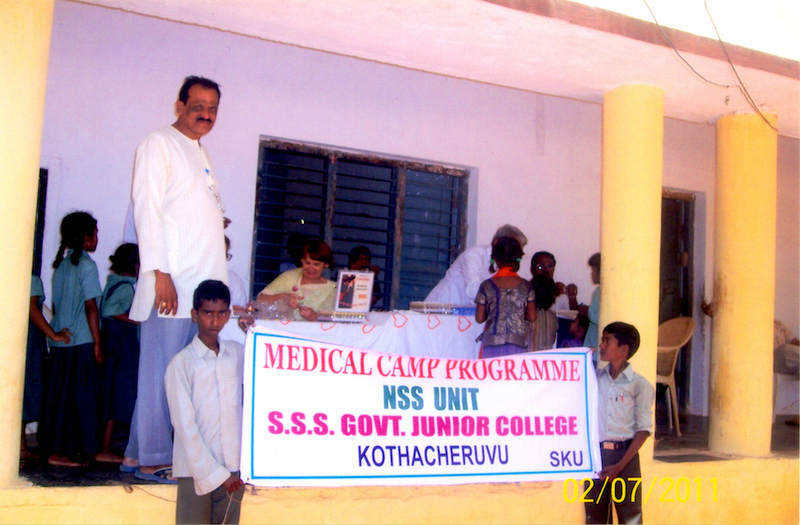 MEDICAL CAMP PROGRAMME
NSS UNIT
S.S.S. GOVT. JUNIOR COLLEGE
KOTHACHERUVU SKU
02/07/2011